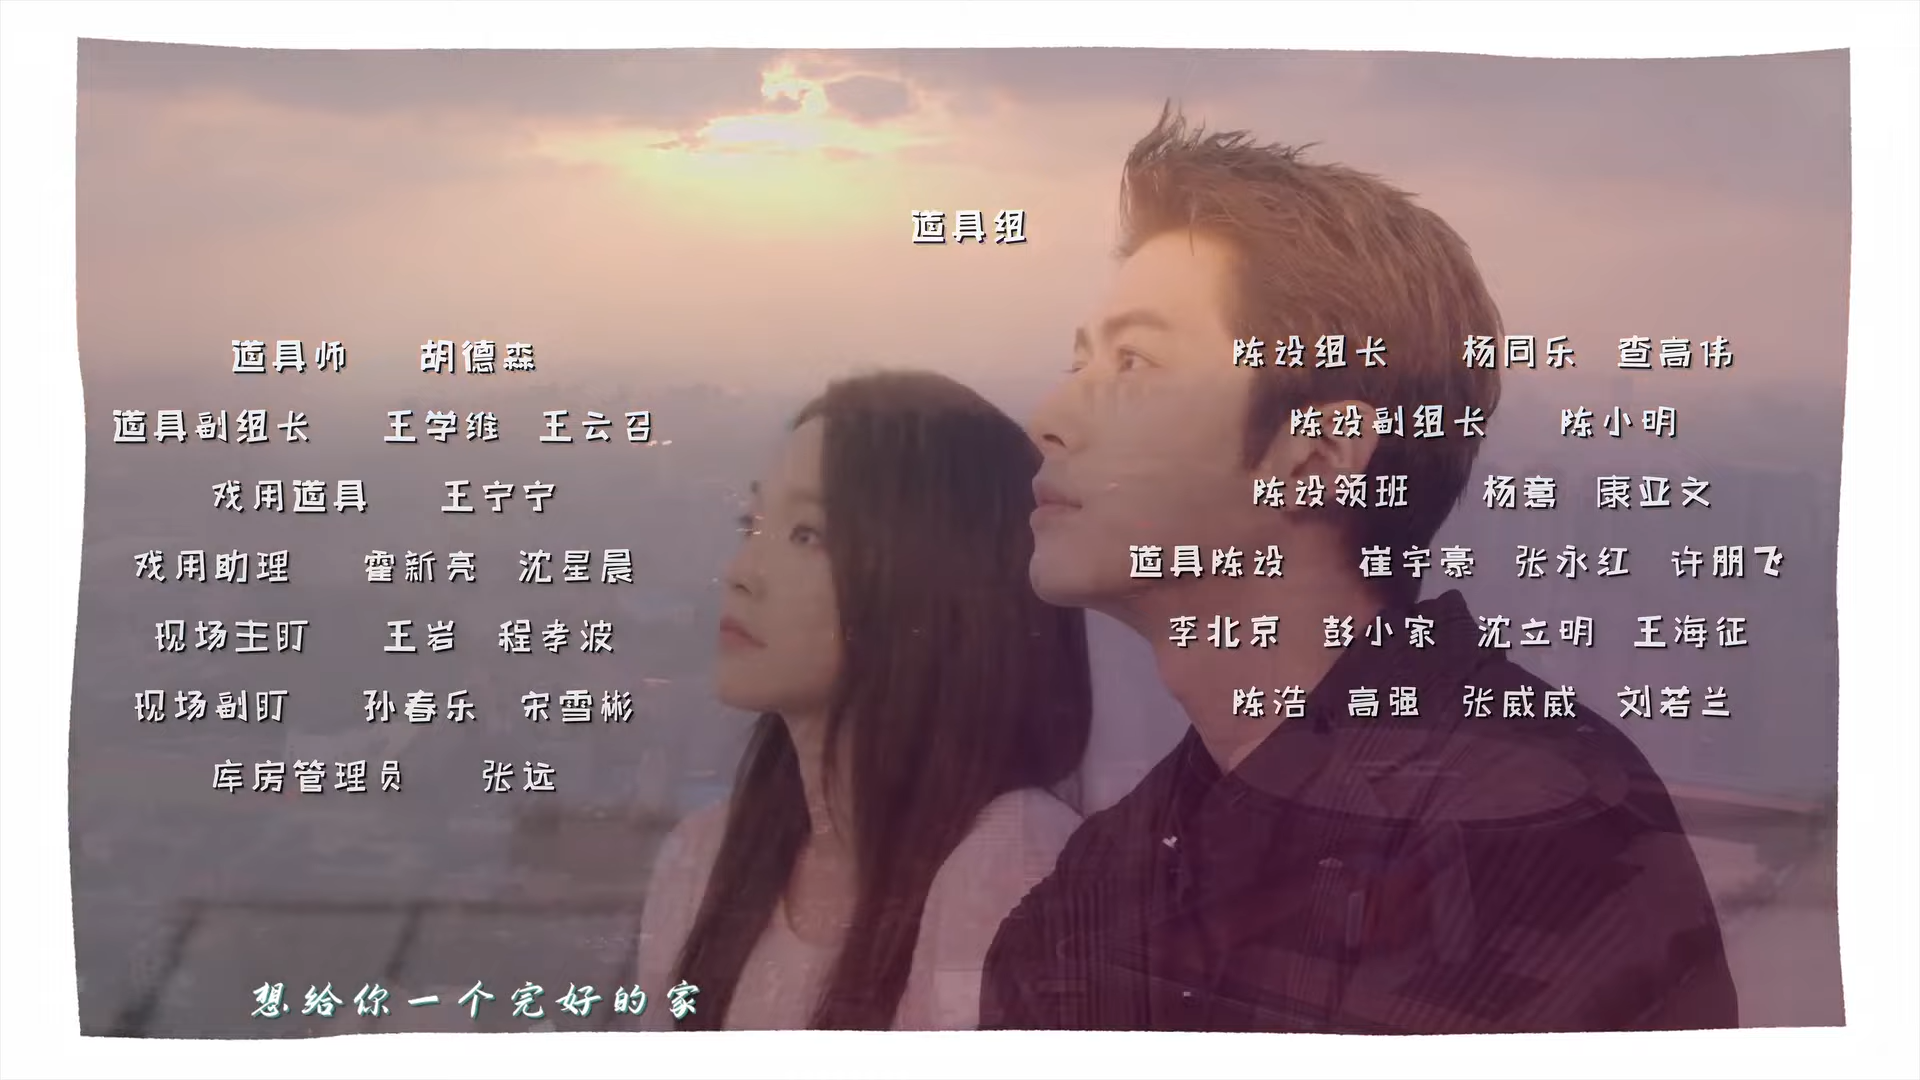 道具组
道具师 胡德森
道具副组长 王学维 王云召
戏用道具 王宁宁
戏用助理 霍新亮 沈星晨
现场主盯 王岩 程孝波
现场副盯 孙春乐 宋雪彬
库房管理员 张远
陈设组长 杨同乐 查高伟
陈设副组长 陈小明
陈设领班 杨意 康亚文
道具陈设 崔宇豪 张永红 许朋飞
李北京 彭小家 沈立明 王海征
陈浩 高强 张威威 刘若兰
想给你一个完好的家